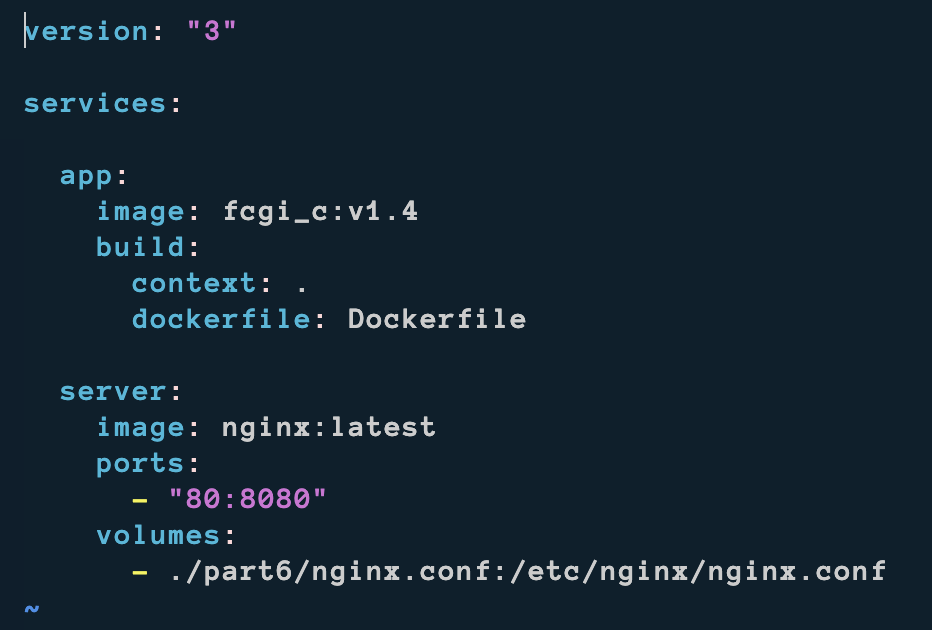 version: "3"

services:

  app:
    image: fcgi_c:v1.4
    build:
      context: .
      dockerfile: Dockerfile

  server:
    image: nginx:latest
    ports:
      - "80:8080"
    volumes:
      - ./part6/nginx.conf:/etc/nginx/nginx.conf
~